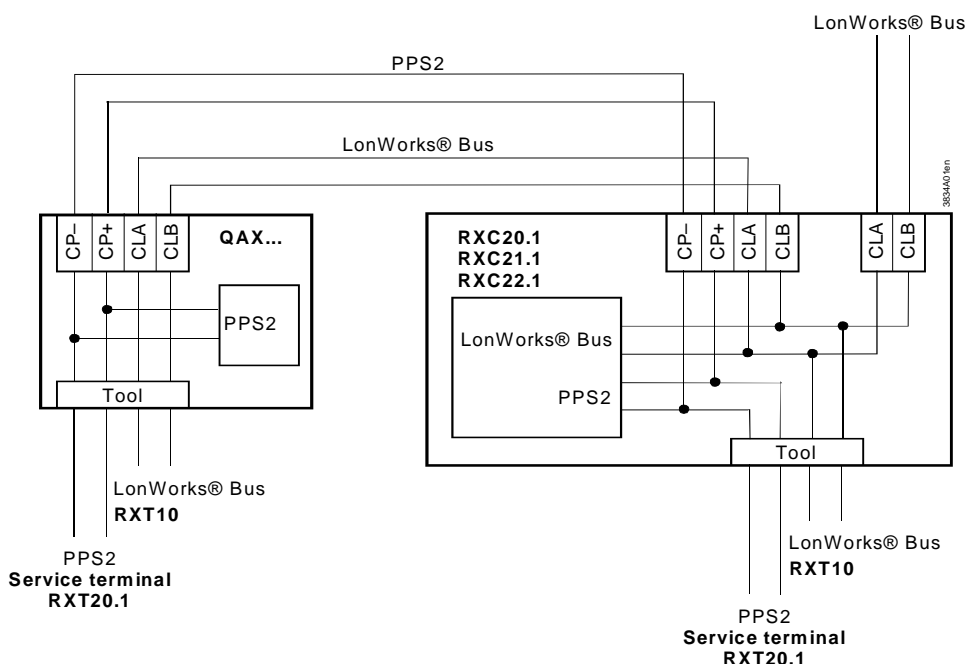 LonWorks® Bus
PPS2
LonWorks® Bus
3834A01en
CP–
CP+
CLA
CLB
QAX...
PPS2
Tool
LonWorks® Bus
RXT10
PPS2
Service terminal
RXT20.1
RXC20.1
RXC21.1
RXC22.1
CP–
CP+
CLA
CLB
CLA
CLB
LonWorks® Bus
PPS2
Tool
LonWorks® Bus
RXT10
PPS2
Service terminal
RXT20.1